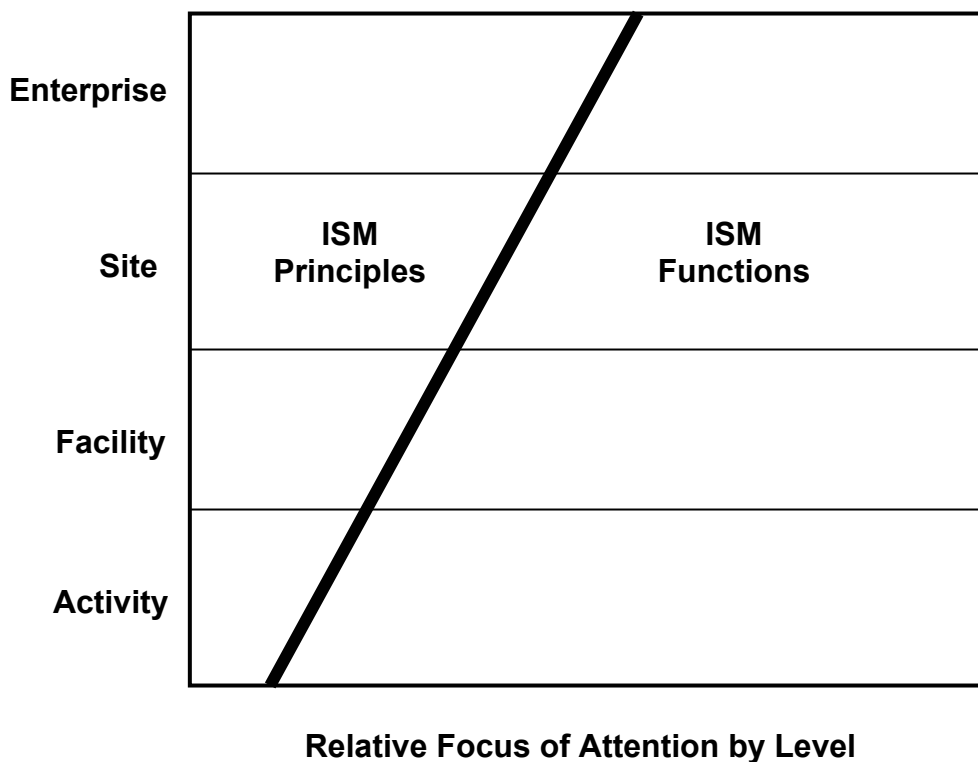 Enterprise
Site
ISM
Principles
ISM
Functions
Facility
Activity
Relative Focus of Attention by Level